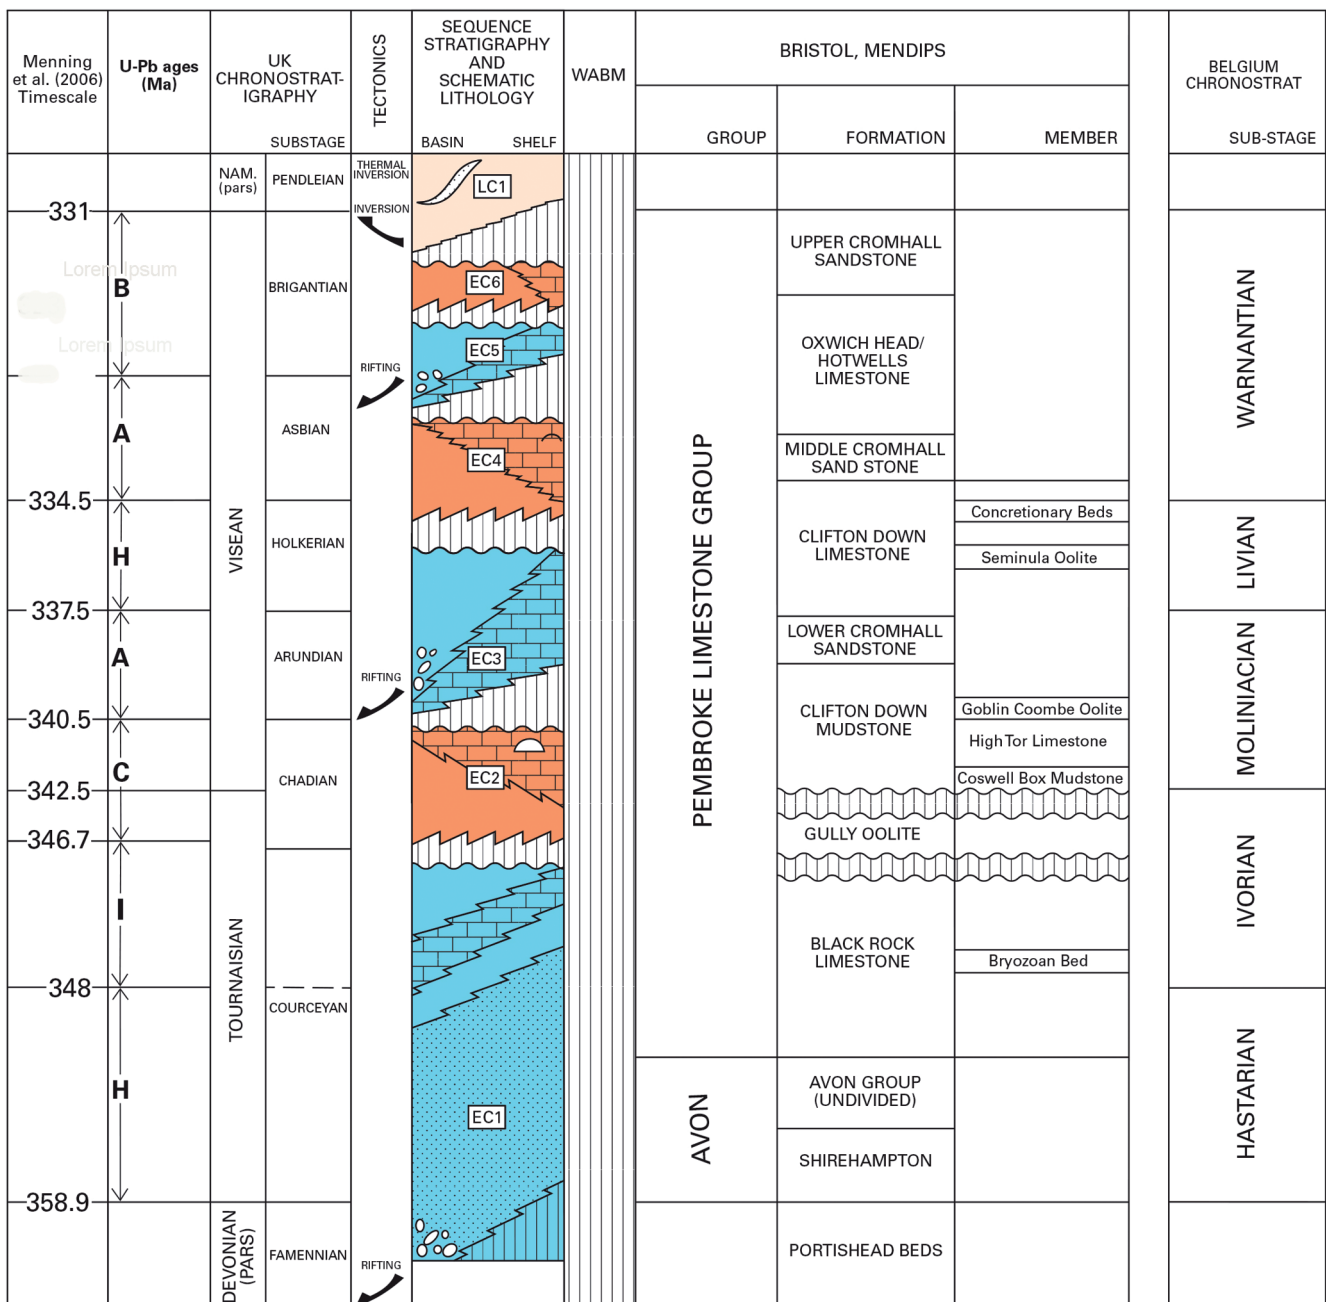 Menning
et al. (2006)
Timescale
U-Pb ages
(Ma)
UK
CHRONOSTRAT-
IGRAPHY
SUBSTAGE
TECTONICS
SEQUENCE
STRATIGRAPHY
AND
SCHEMATIC
LITHOLOGY
BASIN
SHELF
WABM
BRISTOL, MENDIPS
GROUP
FORMATION
MEMBER
BELGIUM
CHRONOSTRAT
SUB-STAGE
331
334.5
337.5
340.5
342.5
346.7
348
358.9
Lorem Ipsum
Lorem Ipsum
B
A
H
A
C
I
H
NAM.
(pars)
VISEAN
TOURNAISIAN
DEVONIAN
(PARS)
PENDLEIAN
BRIGANTIAN
ASBIAN
HOLKERIAN
ARUNDIAN
CHADIAN
COURCEYAN
FAMENNIAN
THERMAL
INVERSION
INVERSION
RIFTING
RIFTING
RIFTING
LC1
EC6
EC5
EC4
EC3
EC2
EC1
PEMBROKE LIMESTONE GROUP
AVON
UPPER CROMHALL
SANDSTONE
OXWICH HEAD/
HOTWELLS
LIMESTONE
MIDDLE CROMHALL
SAND STONE
CLIFTON DOWN
LIMESTONE
LOWER CROMHALL
SANDSTONE
CLIFTON DOWN
MUDSTONE
GULLY OOLITE
BLACK ROCK
LIMESTONE
AVON GROUP
(UNDIVIDED)
SHIREHAMPTON
PORTISHEAD BEDS
Concretionary Beds
Seminula Oolite
Goblin Coombe Oolite
High Tor Limestone
Coswell Box Mudstone
Bryozoan Bed
WARNANTIAN
LIVIAN
MOLINIACIAN
IVORIAN
HASTARIAN